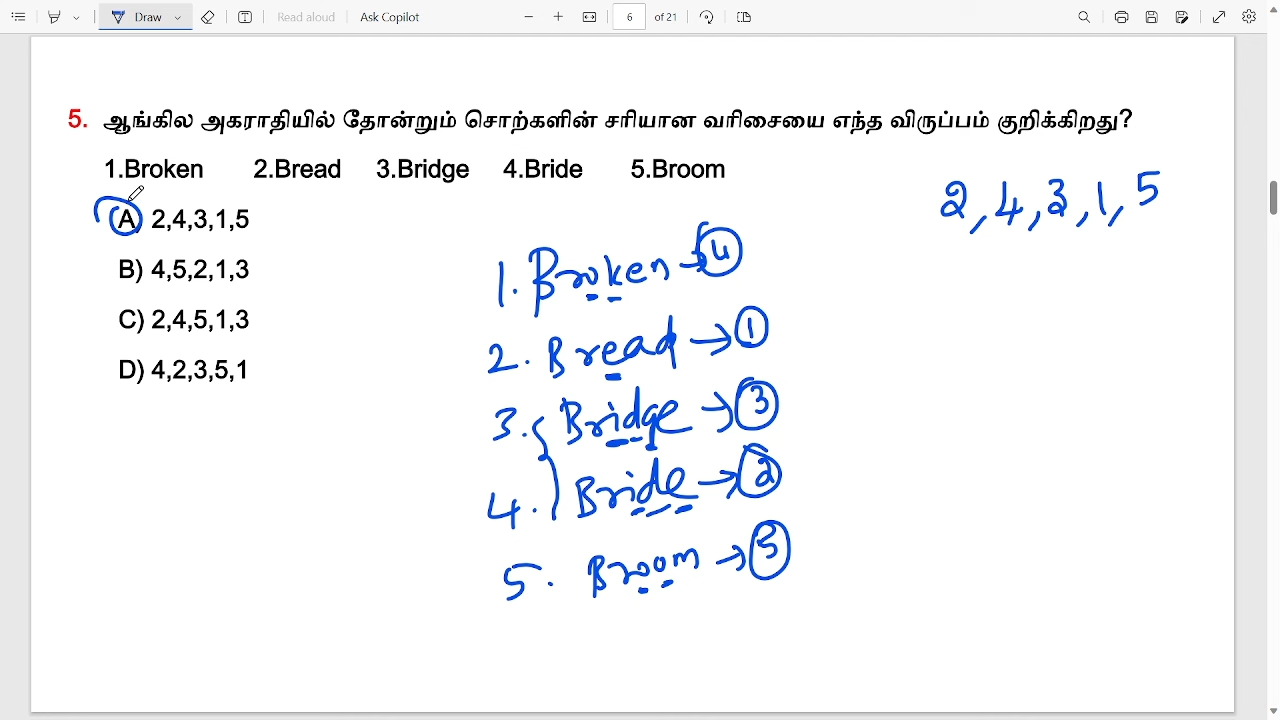 Draw Read aloud Ask Copilot 6 of 21
5. ஆங்கில அகராதியில் தோன்றும் சொற்களின் சரியான வரிசையை எந்த விருப்பம் குறிக்கிறது?
1.Broken 2.Bread 3.Bridge 4.Bride 5.Broom
A) 2,4,3,1,5
B) 4,5,2,1,3
C) 2,4,5,1,3
D) 4,2,3,5,1
2,4,3,1,5
1. Broken → 4
2. Bread → 1
3. Bridge → 3
4. Bride → 2
5. Broom → 5